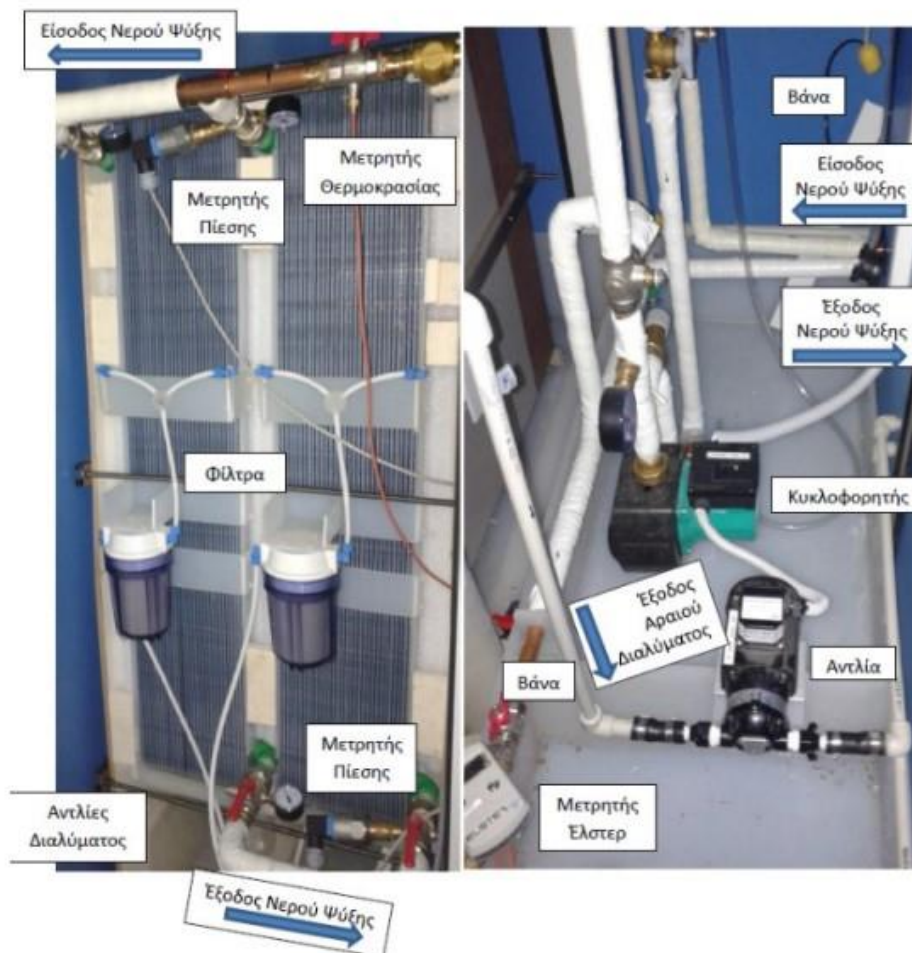 Είσοδος Νερού Ψύξης
Μετρητής
Θερμοκρασίας
Μετρητής
Πίεσης
Φίλτρα
Μετρητής
Πίεσης
Αντλίες
Διαλύματος
Έξοδος Νερού Ψύξης
Βάνα
Είσοδος
Νερού Ψύξης
Έξοδος
Νερού Ψύξης
Κυκλοφορητής
Έξοδος
Αραιού
Διαλύματος
Αντλία
Βάνα
Μετρητής
Έλστερ
ELSTER